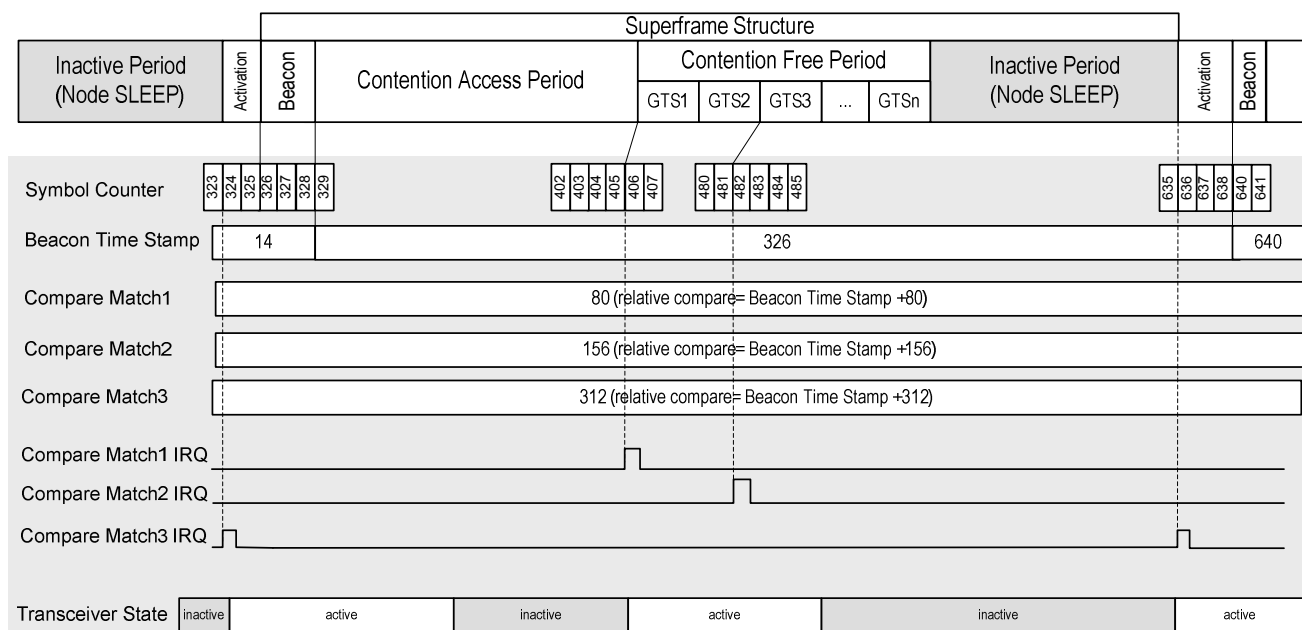 Superframe Structure
Inactive Period
(Node SLEEP)
Activation
Beacon
Contention Access Period
Contention Free Period
GTS1 GTS2 GTS3 ... GTSn
Inactive Period
(Node SLEEP)
Activation
Beacon
Symbol Counter 323 324 325 326 327 328 329 402 403 404 405 406 407 480 481 482 483 484 485 635 636 637 638 640 641
Beacon Time Stamp 14 326 640
Compare Match1 80 (relative compare= Beacon Time Stamp +80)
Compare Match2 156 (relative compare= Beacon Time Stamp +156)
Compare Match3 312 (relative compare= Beacon Time Stamp +312)
Compare Match1 IRQ
Compare Match2 IRQ
Compare Match3 IRQ
Transceiver State inactive active inactive active inactive active